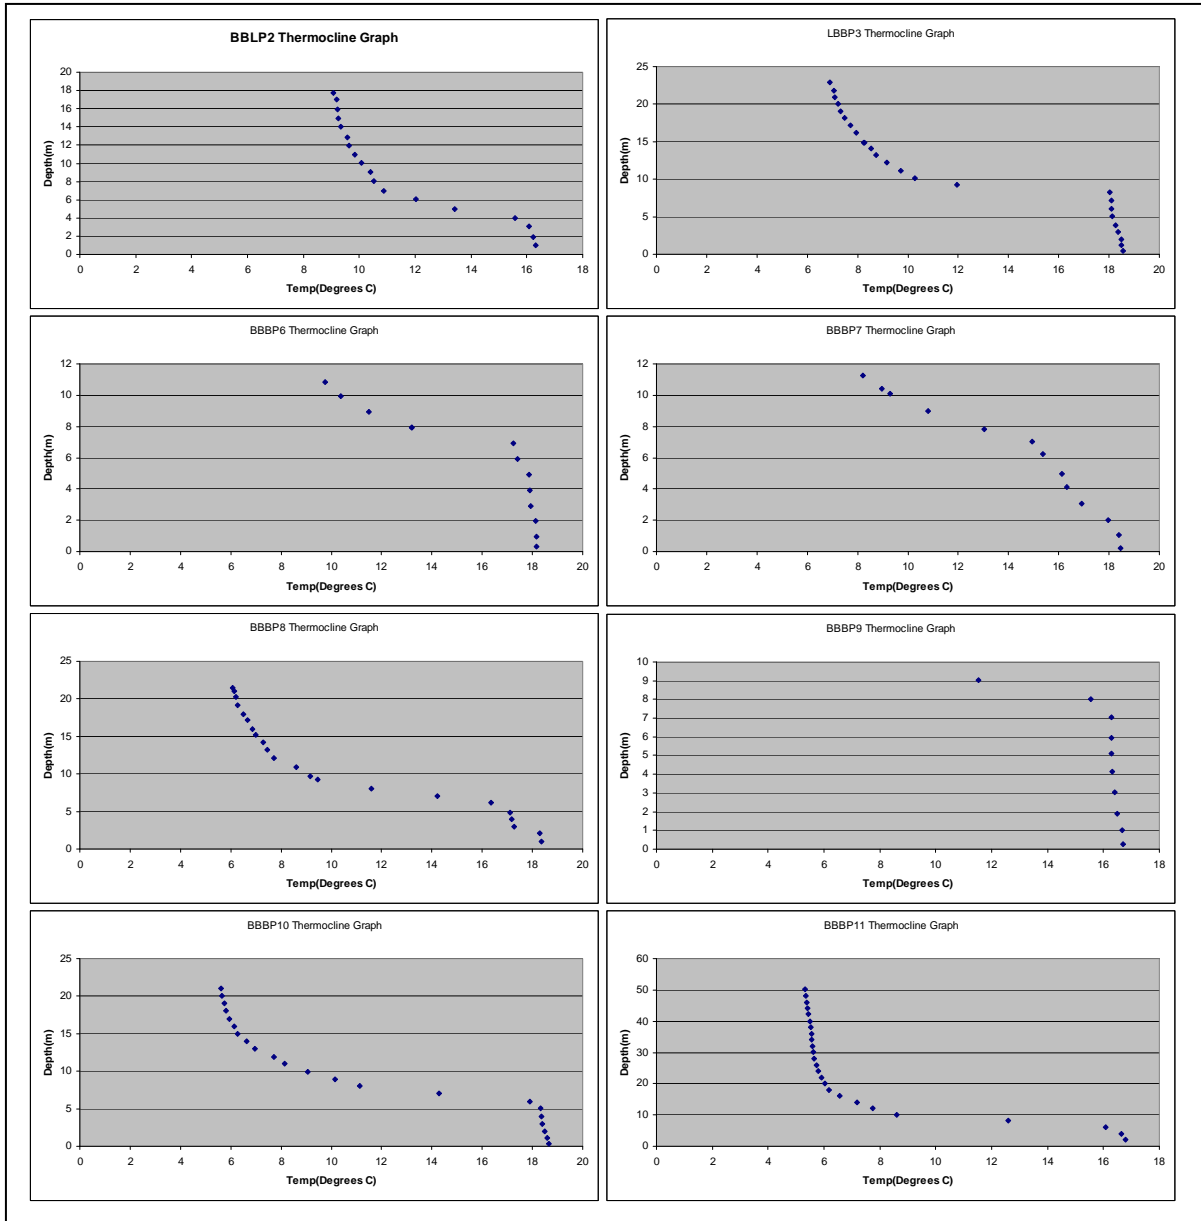 BBLP2 Thermocline Graph
20
18
16
14
12
10
8
6
4
2
0
Depth(m)
0 2 4 6 8 10 12 14 16 18
Temp(Degrees C)
LBBP3 Thermocline Graph
25
20
15
10
5
0
Depth(m)
0 2 4 6 8 10 12 14 16 18 20
Temp(Degrees C)
BBBP6 Thermocline Graph
12
10
8
6
4
2
0
Depth(m)
0 2 4 6 8 10 12 14 16 18 20
Temp(Degrees C)
BBBP7 Thermocline Graph
12
10
8
6
4
2
0
Depth(m)
0 2 4 6 8 10 12 14 16 18 20
Temp(Degrees C)
BBBP8 Thermocline Graph
25
20
15
10
5
0
Depth(m)
0 2 4 6 8 10 12 14 16 18 20
Temp(Degrees C)
BBBP9 Thermocline Graph
10
9
8
7
6
5
4
3
2
1
0
Depth(m)
0 2 4 6 8 10 12 14 16 18
Temp(Degrees C)
BBBP10 Thermocline Graph
25
20
15
10
5
0
Depth(m)
0 2 4 6 8 10 12 14 16 18 20
Temp(Degrees C)
BBBP11 Thermocline Graph
60
50
40
30
20
10
0
Depth(m)
0 2 4 6 8 10 12 14 16 18
Temp(Degrees C)